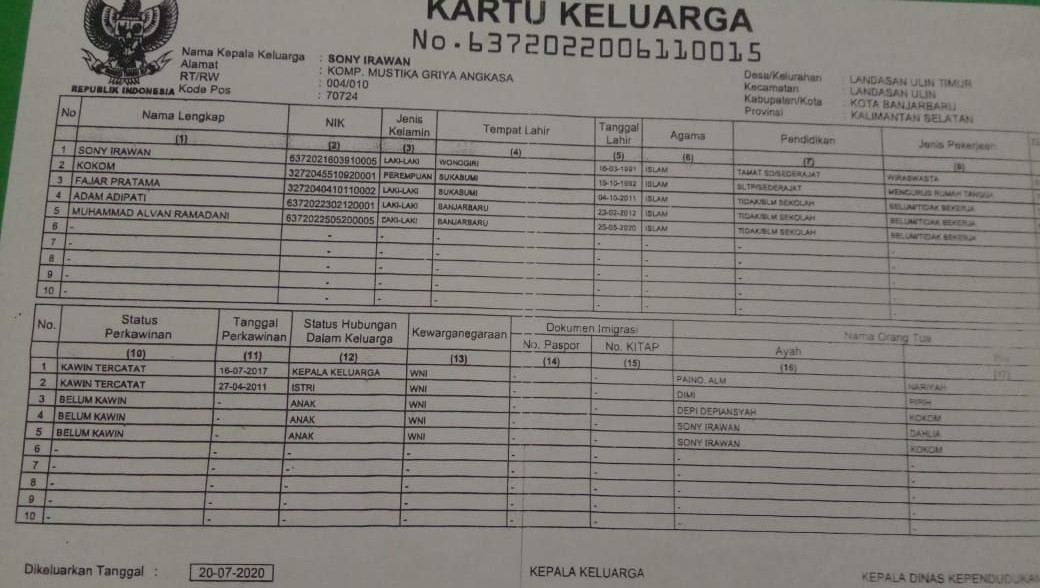 KARTU KELUARGA
No.6372022006110015
REPUBLIK INDONESIA
Nama Kepala Keluarga : SONY IRAWAN
Alamat : KOMP. MUSTIKA GRIYA ANGKASA
RT/RW : 004/010
Kode Pos : 70724
Desa/Kelurahan : LANDASAN ULIN TIMUR
Kecamatan : LANDASAN ULIN
Kabupaten/Kota : KOTA BANJARBARU
Provinsi : KALIMANTAN SELATAN
No Nama Lengkap NIK Jenis Kelamin Tempat Lahir Tanggal Lahir Agama Pendidikan Jenis Pekerjaan
(1) (2) (3) (4) (5) (6) (7) (8)
1 SONY IRAWAN 6372021603910005 LAKI-LAKI WONOGIRI 16-03-1991 ISLAM TAMAT SD/SEDERAJAT WIRASWASTA
2 KOKOM 3272045510920001 PEREMPUAN SUKABUMI 15-10-1992 ISLAM SLTP/SEDERAJAT MENGURUS RUMAH TANGGA
3 FAJAR PRATAMA 3272040410110002 LAKI-LAKI SUKABUMI 04-10-2011 ISLAM TIDAK/BLM SEKOLAH BELUM/TIDAK BEKERJA
4 ADAM ADIPATI 6372022302120001 LAKI-LAKI BANJARBARU 23-02-2012 ISLAM TIDAK/BLM SEKOLAH BELUM/TIDAK BEKERJA
5 MUHAMMAD ALVAN RAMADANI 6372022505200005 LAKI-LAKI BANJARBARU 25-05-2020 ISLAM TIDAK/BLM SEKOLAH BELUM/TIDAK BEKERJA
6 - - - - - - - -
7 - - - - - - - -
8 - - - - - - - -
9 - - - - - - - -
10 - - - - - - - -
No. Status Perkawinan Tanggal Perkawinan Status Hubungan Dalam Keluarga Kewarganegaraan Dokumen Imigrasi Nama Orang Tua
No. Paspor No. KITAP Ayah
(10) (11) (12) (13) (14) (15) (16) (17)
1 KAWIN TERCATAT 16-07-2017 KEPALA KELUARGA WNI - - PAINO. ALM NARIYAH
2 KAWIN TERCATAT 27-04-2011 ISTRI WNI - - DIMI PIPIH
3 BELUM KAWIN - ANAK WNI - - DEPI DEPIANSYAH KOKOM
4 BELUM KAWIN - ANAK WNI - - SONY IRAWAN DAHLIA
5 BELUM KAWIN - ANAK WNI - - SONY IRAWAN KOKOM
6 - - - - - - - -
7 - - - - - - - -
8 - - - - - - - -
9 - - - - - - - -
10 - - - - - - - -
Dikeluarkan Tanggal : 20-07-2020
KEPALA KELUARGA
KEPALA DINAS KEPENDUDUKAN